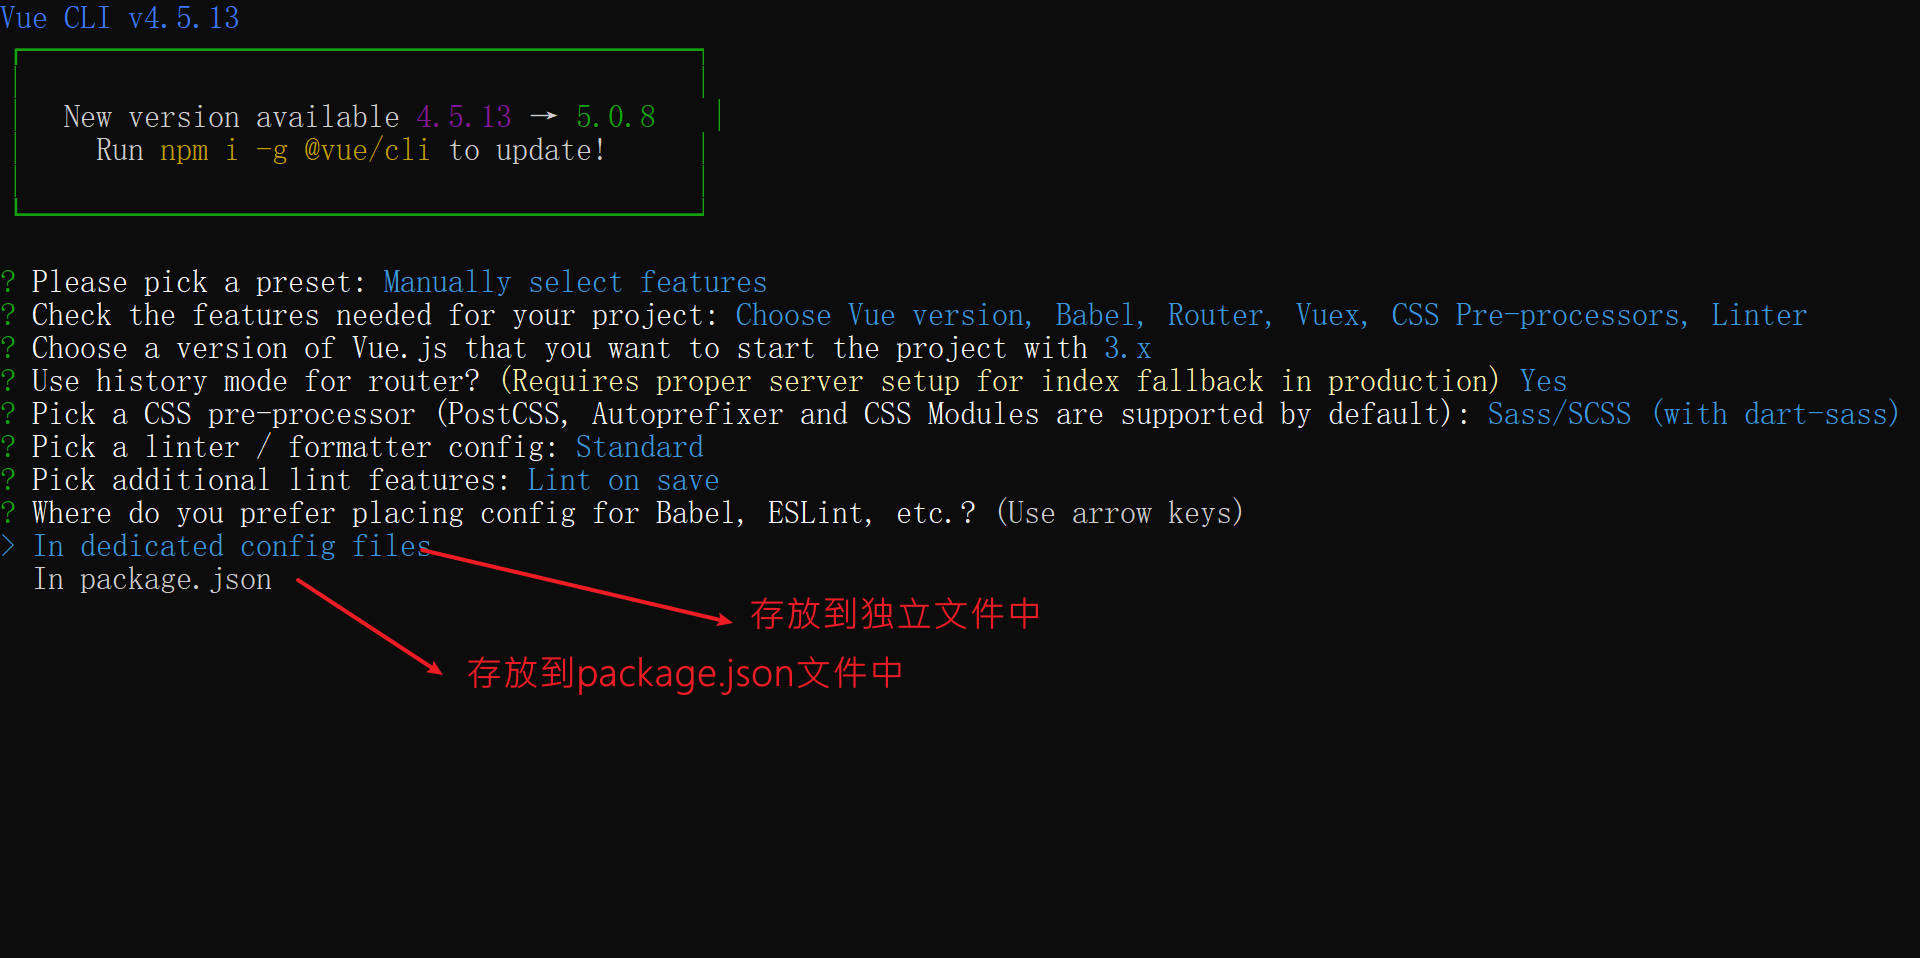 Vue CLI v4.5.13
New version available 4.5.13 → 5.0.8
Run npm i -g @vue/cli to update!
? Please pick a preset: Manually select features
? Check the features needed for your project: Choose Vue version, Babel, Router, Vuex, CSS Pre-processors, Linter
? Choose a version of Vue.js that you want to start the project with 3.x
? Use history mode for router? (Requires proper server setup for index fallback in production) Yes
? Pick a CSS pre-processor (PostCSS, Autoprefixer and CSS Modules are supported by default): Sass/SCSS (with dart-sass)
? Pick a linter / formatter config: Standard
? Pick additional lint features: Lint on save
? Where do you prefer placing config for Babel, ESLint, etc.? (Use arrow keys)
> In dedicated config files
In package.json
存放到独立文件中
存放到package.json文件中